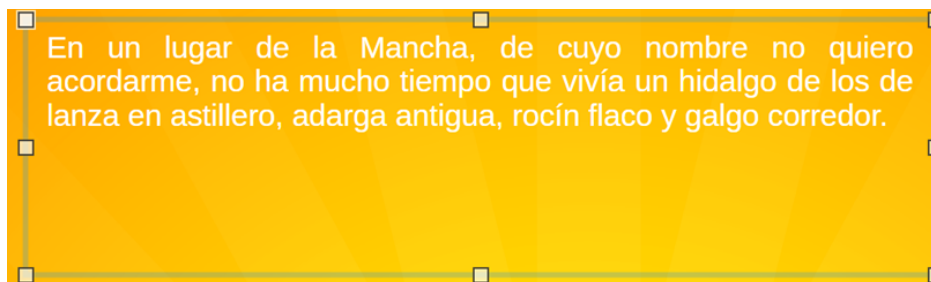 En un lugar de la Mancha, de cuyo nombre no quiero
acordarme, no ha mucho tiempo que vivía un hidalgo de los de
lanza en astillero, adarga antigua, rocín flaco y galgo corredor.